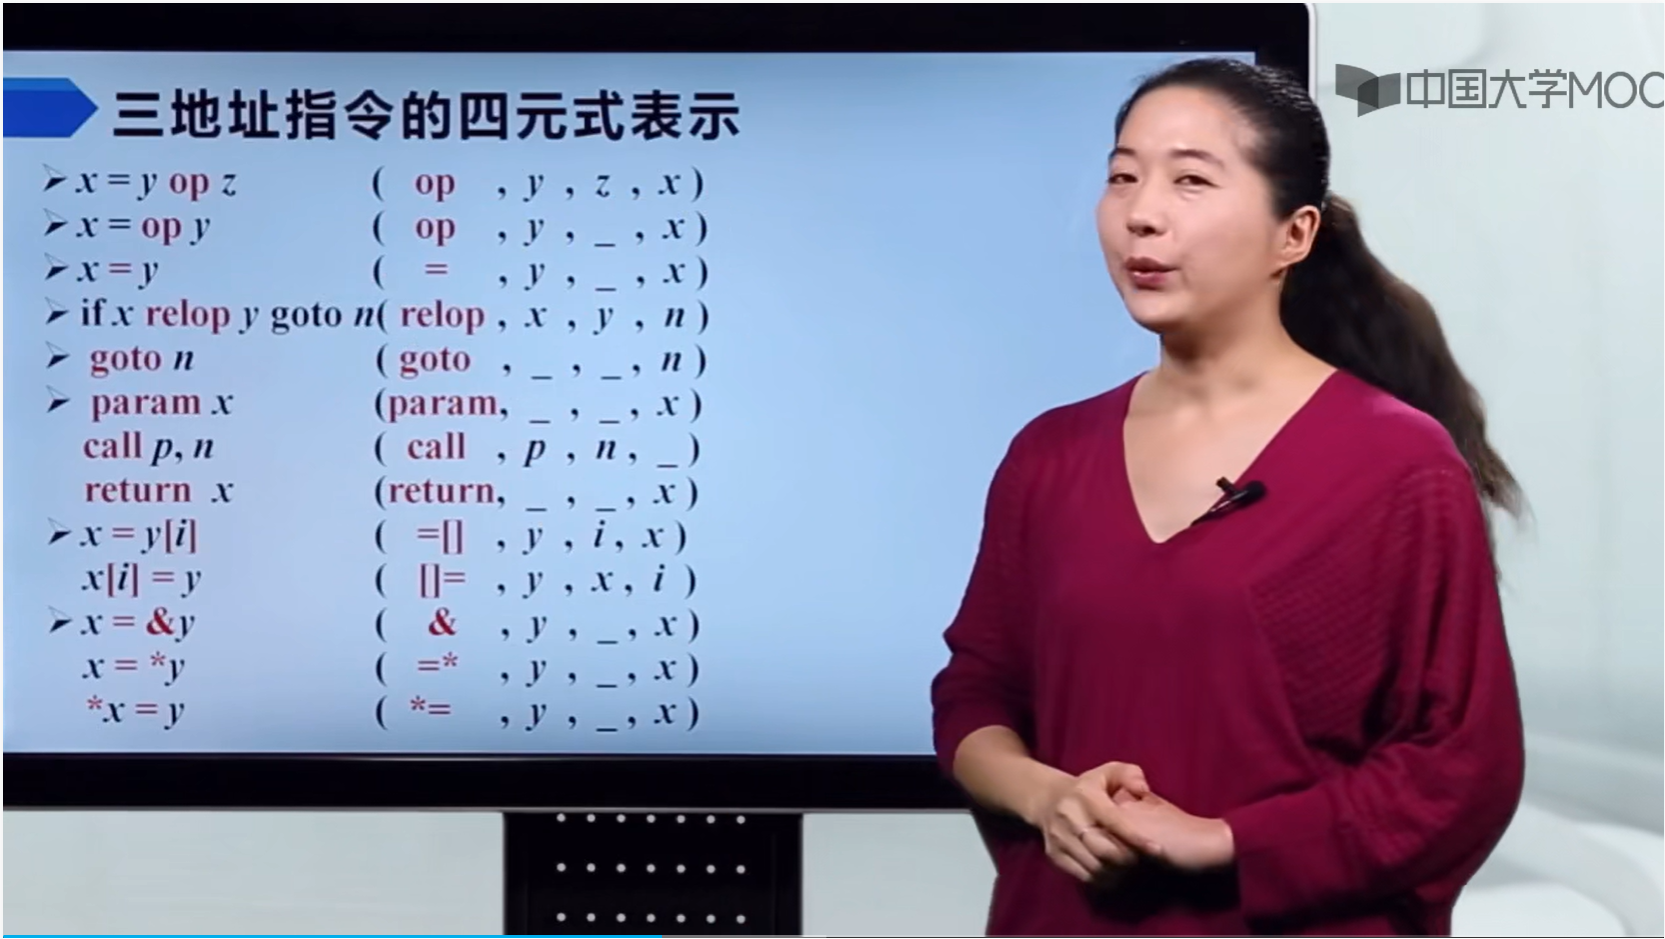 三地址指令的四元式表示
中国大学MOO
➢ x = y op z ( op , y , z , x )
➢ x = op y ( op , y , _ , x )
➢ x = y ( = , y , _ , x )
➢ if x relop y goto n ( relop , x , y , n )
➢ goto n ( goto , _ , _ , n )
➢ param x (param, _ , _ , x )
call p, n ( call , p , n , _ )
return x (return, _ , _ , x )
➢ x = y[i] ( =[] , y , i , x )
x[i] = y ( []= , y , x , i )
➢ x = &y ( & , y , _ , x )
x = *y ( =* , y , _ , x )
*x = y ( *= , y , _ , x )